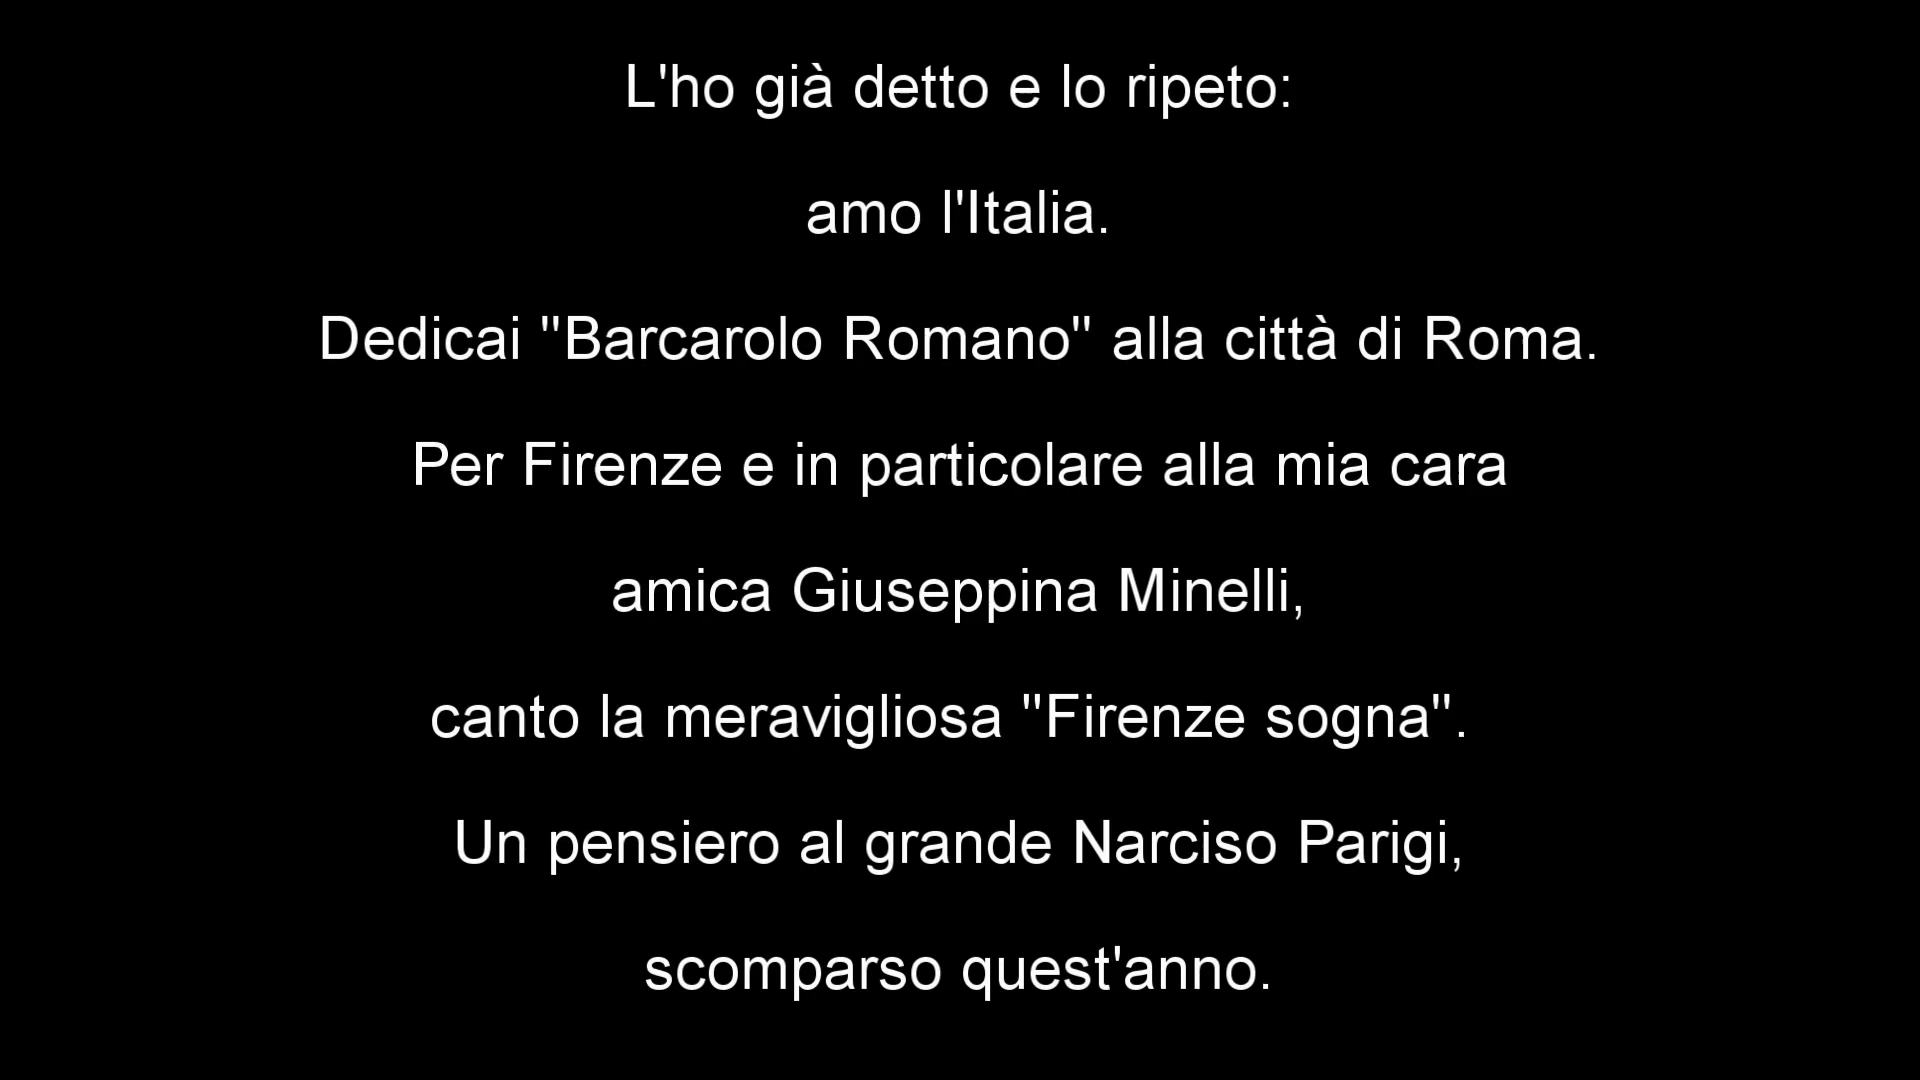 L'ho già detto e lo ripeto:
amo l'Italia.
Dedicai "Barcarolo Romano" alla città di Roma.
Per Firenze e in particolare alla mia cara
amica Giuseppina Minelli,
canto la meravigliosa "Firenze sogna".
Un pensiero al grande Narciso Parigi,
scomparso quest'anno.